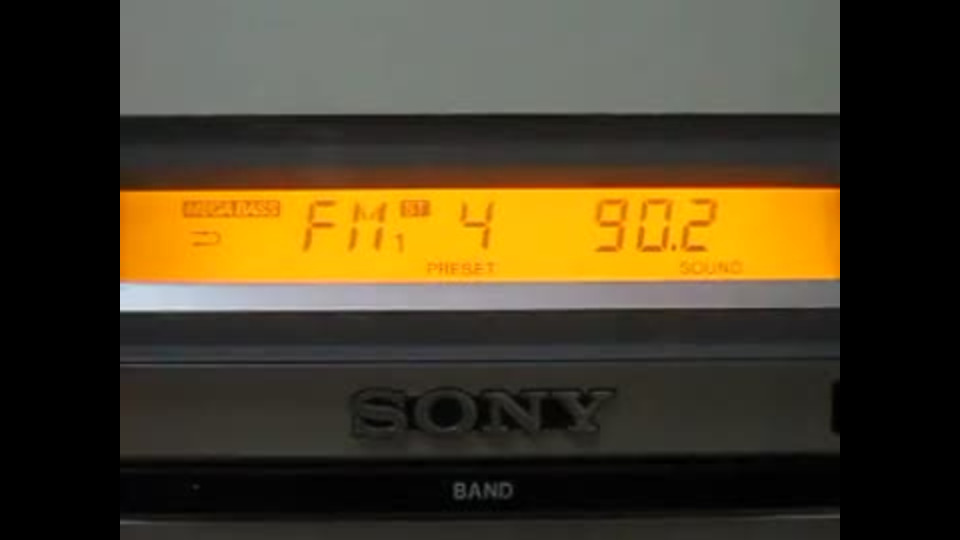 MEGA BASS FM1 ST 4 90.2
PRESET SOUND
SONY
BAND